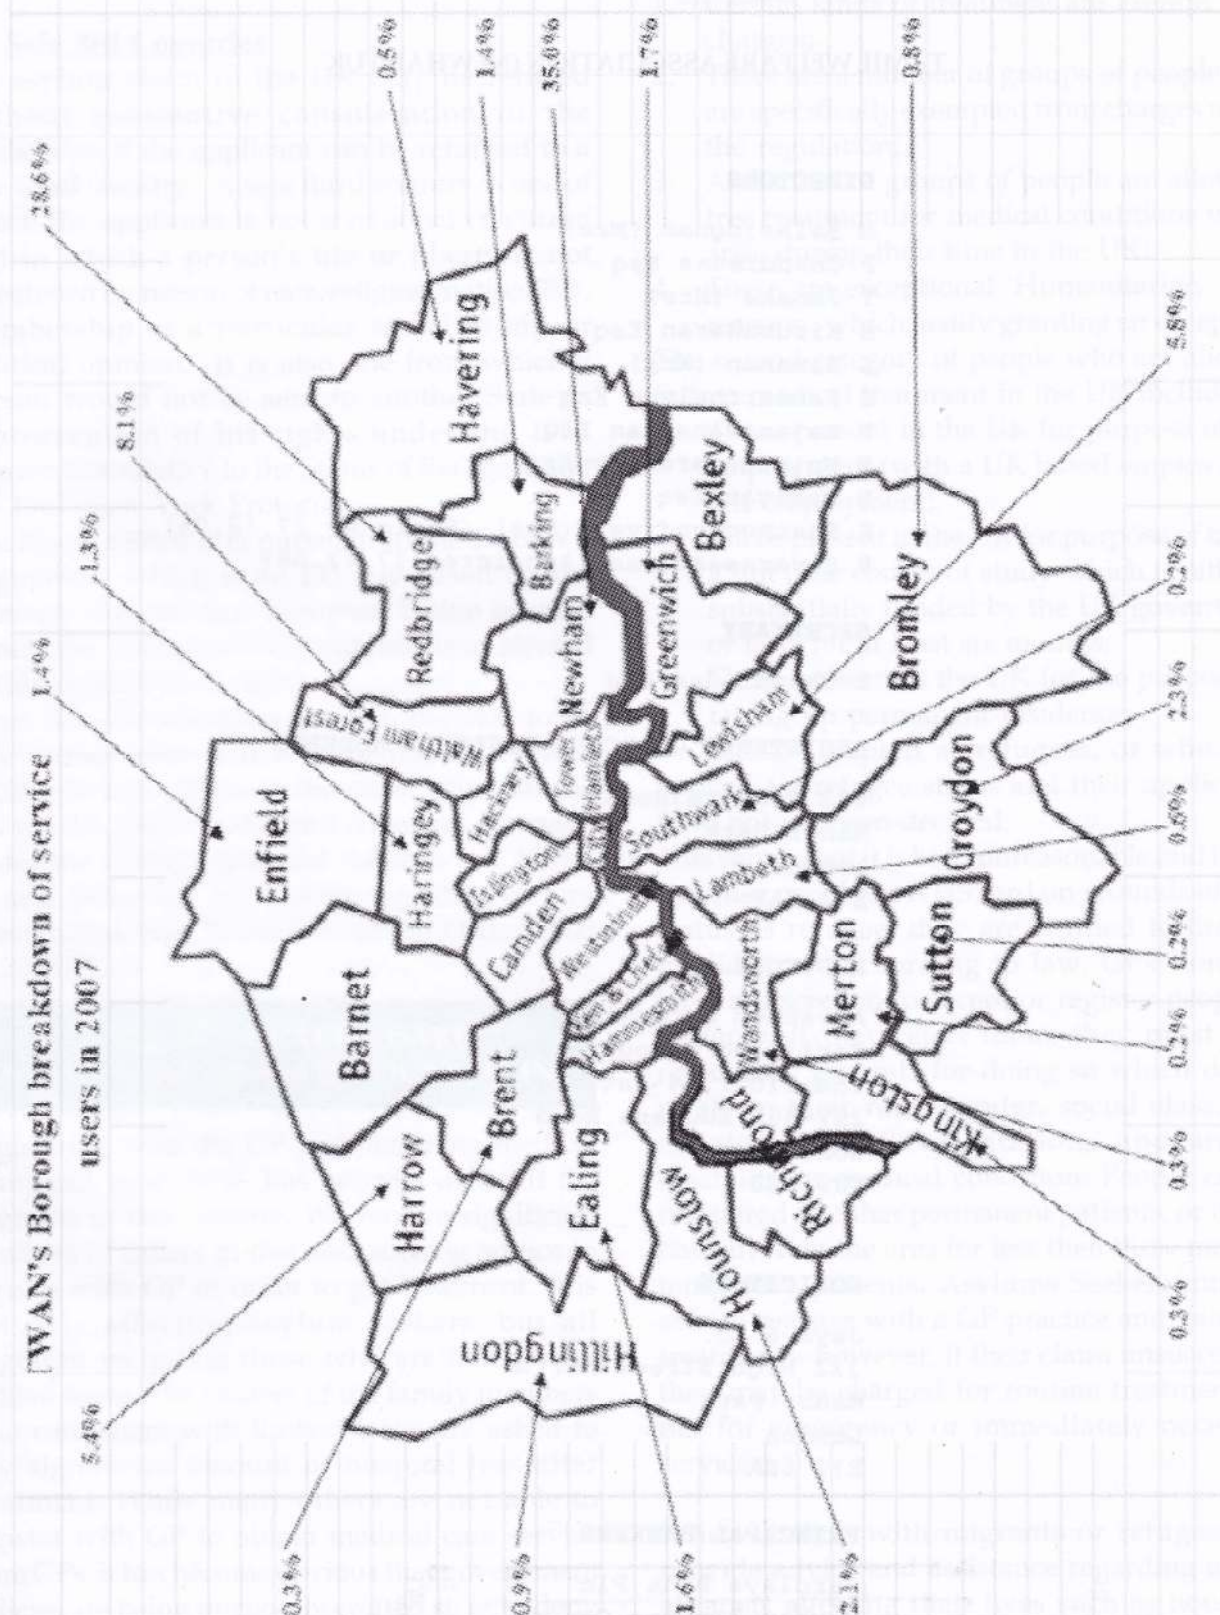 TWAN's Borough breakdown of service
users in 2007
5.4%
1.4%
1.3%
8.1%
28.6%
0.5%
1.4%
35.0%
1.7%
0.8%
0.3%
0.9%
1.6%
2.1%
Enfield
Barnet
Harrow
Haringey
Waltham Forest
Redbridge
Havering
Brent
Camden
Islington
Hackney
Barking
Newham
Tower
Hamlets
City
Hillingdon
Ealing
Westminster
Ken & Chelsea
Hammersmith
Southwark
Greenwich
Bexley
Hounslow
Richmond
Wandsworth
Lambeth
Lewisham
Merton
Kingston
Sutton
Croydon
Bromley
0.3%
0.3%
0.2%
0.2%
0.6%
2.3%
0.9%
4.8%